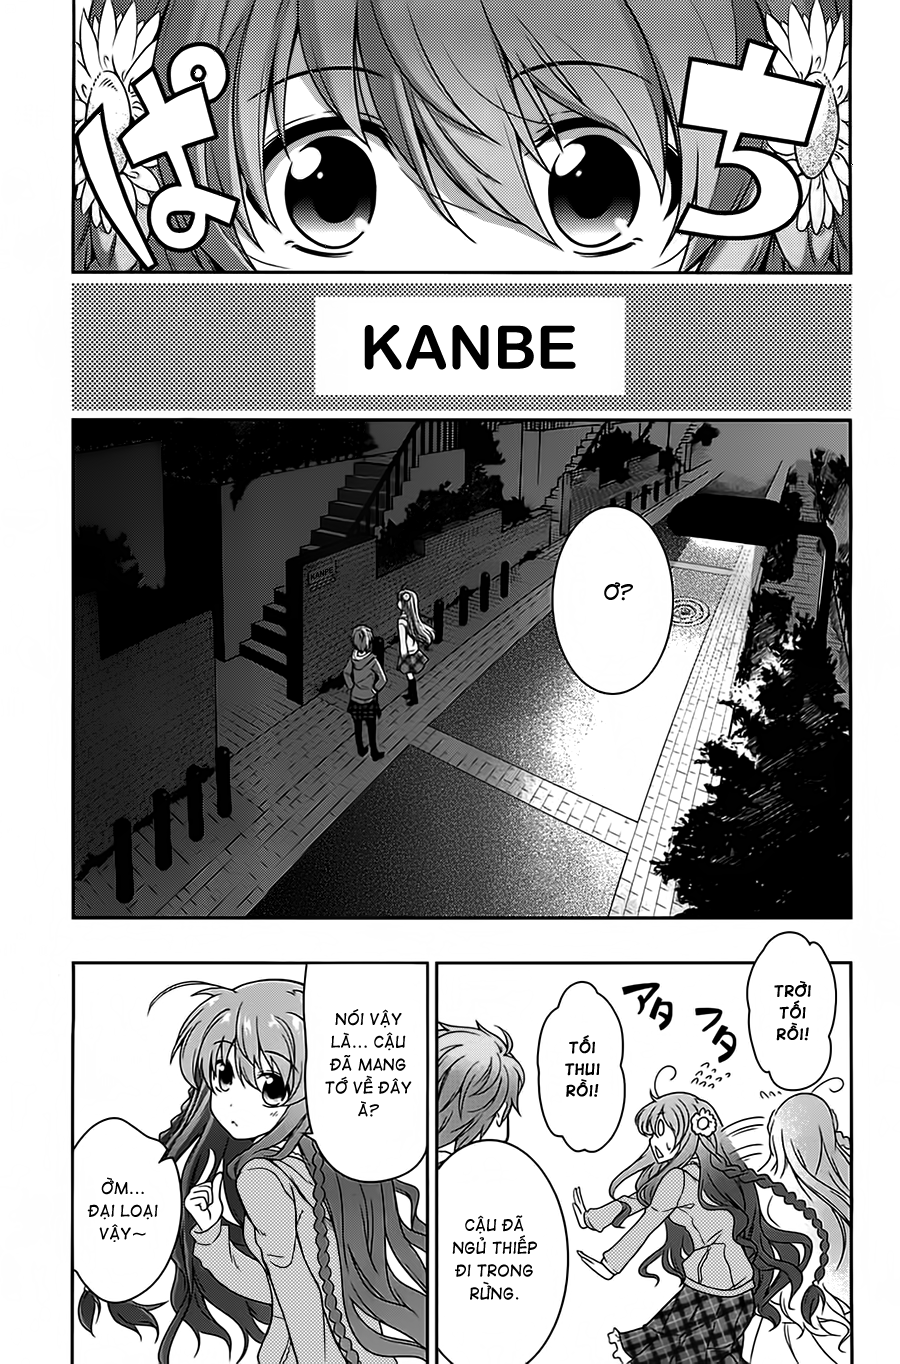 ぱち
KANBE
KANBE
Ơ?
TRỜI
TỐI
RỒI!
アタ
フタ
TỐI
THUI
RỒI!
CẬU ĐÃ
NGỦ THIẾP
ĐI TRONG
RỪNG.
NÓI VẬY
LÀ... CẬU
ĐÃ MANG
TỚ VỀ ĐÂY
À?
ỜM...
ĐẠI LOẠI
VẬY~